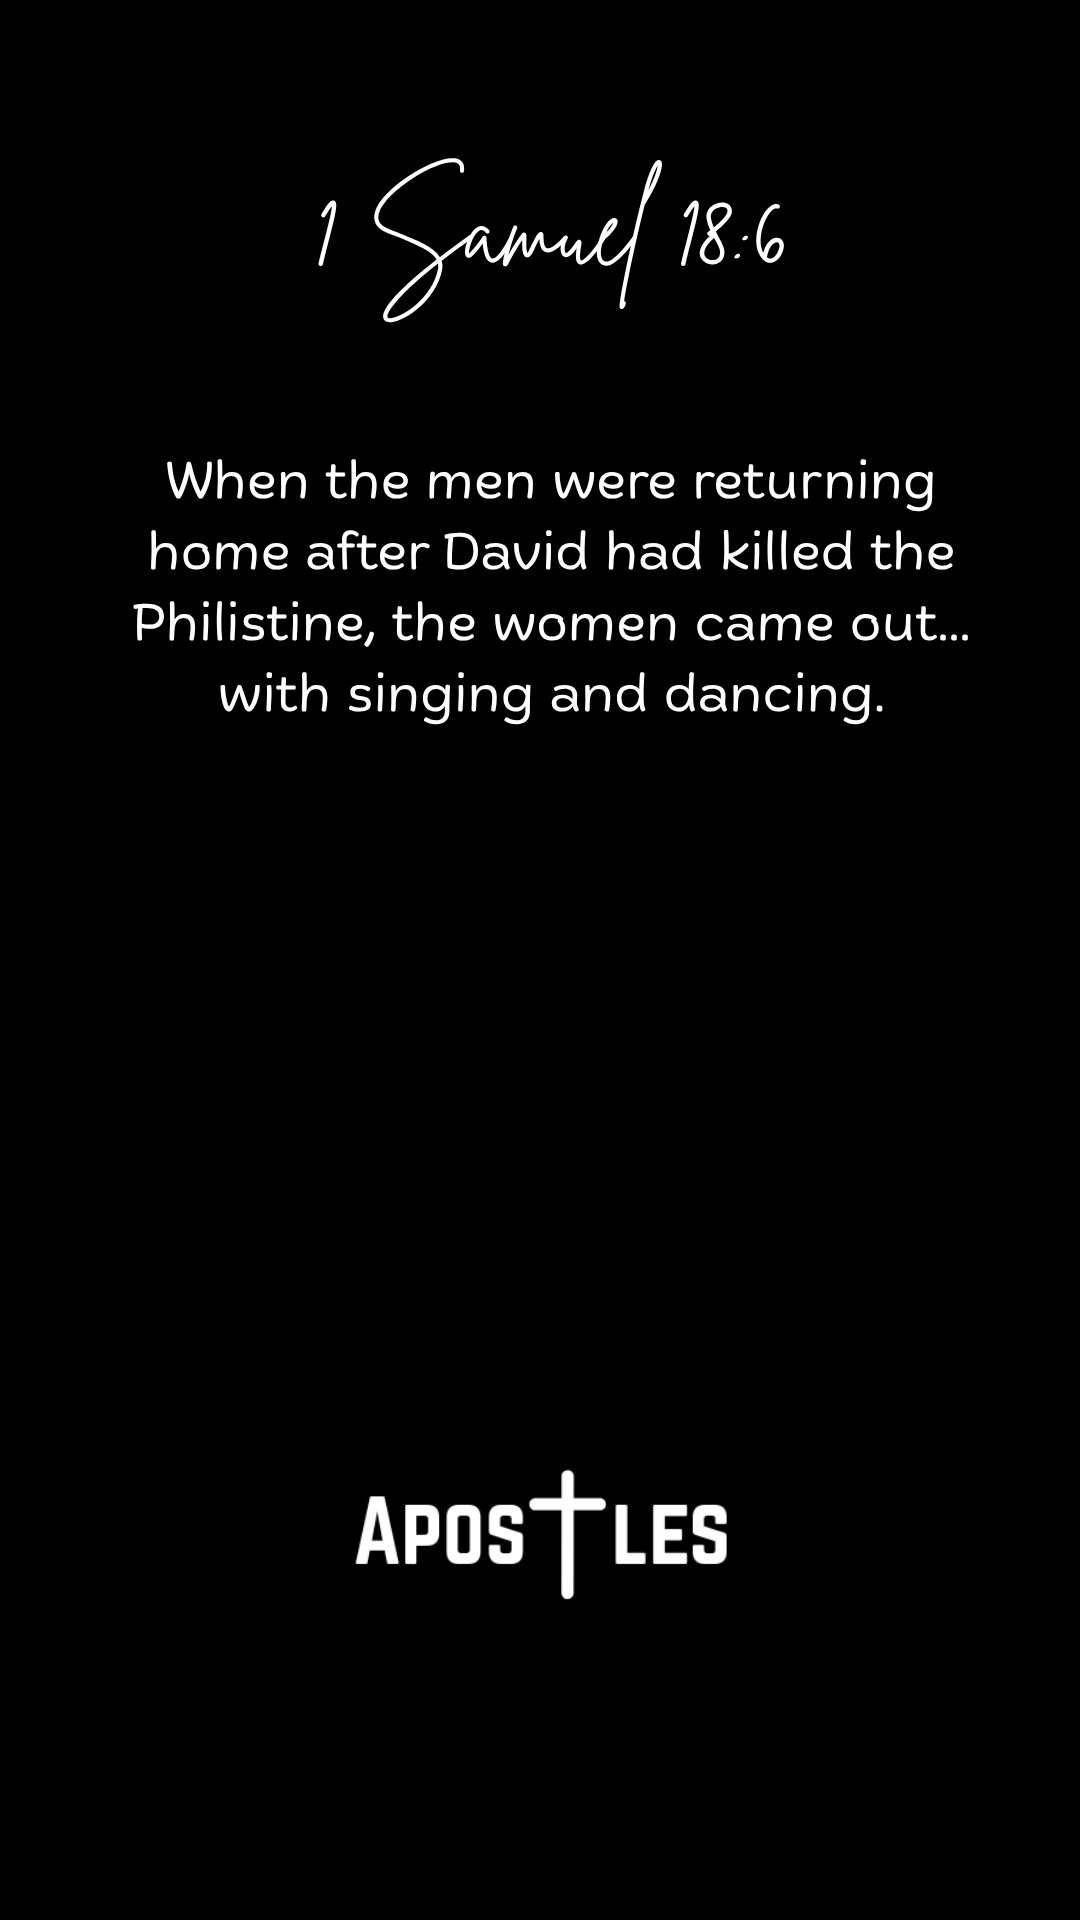 1 Samuel 18:6
When the men were returning
home after David had killed the
Philistine, the women came out...
with singing and dancing.
APOSTLES